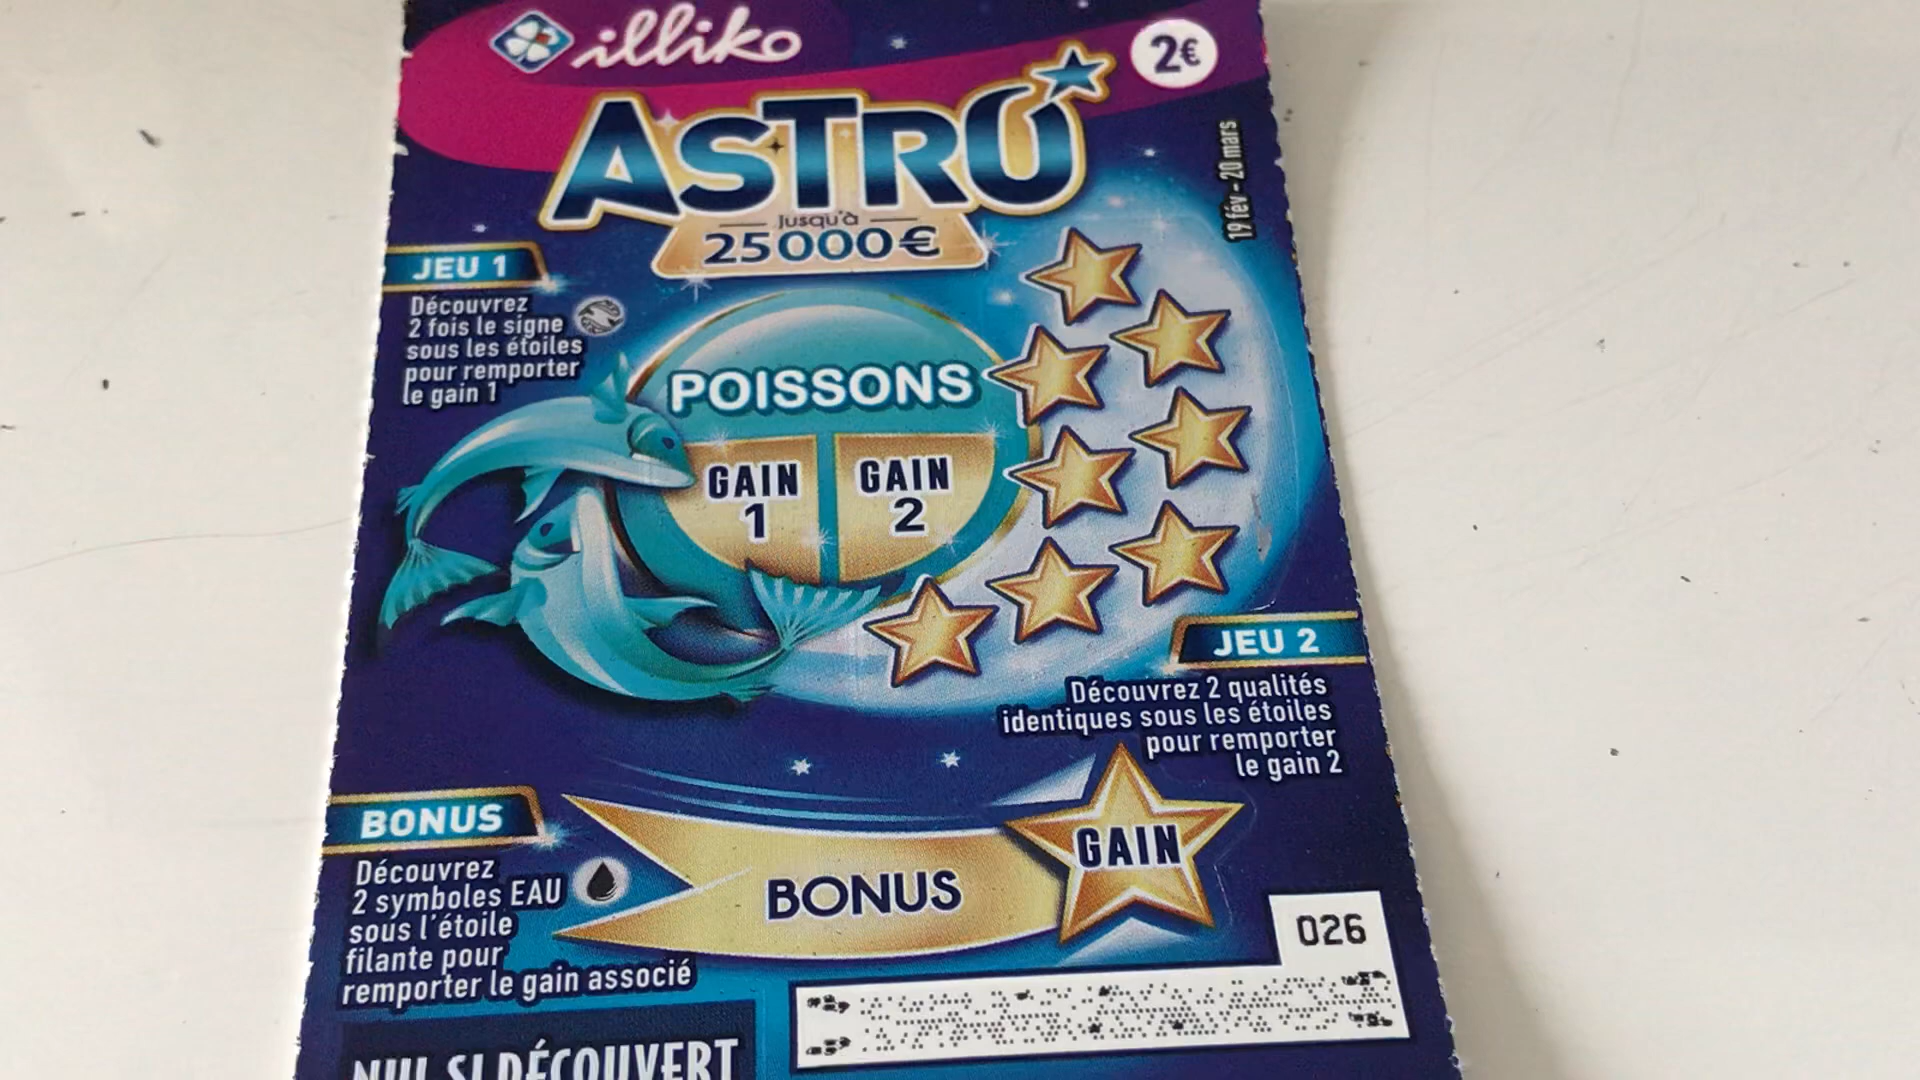 illiko
2€
ASTRO
Jusqu'à
25 000 €
19 fév - 20 mars
JEU 1
Découvrez
2 fois le signe
sous les étoiles
pour remporter
le gain 1
POISSONS
GAIN
1
GAIN
2
JEU 2
Découvrez 2 qualités
identiques sous les étoiles
pour remporter
le gain 2
BONUS
Découvrez
2 symboles EAU
sous l'étoile
filante pour
remporter le gain associé
BONUS
GAIN
026
NUL SI DÉCOUVERT